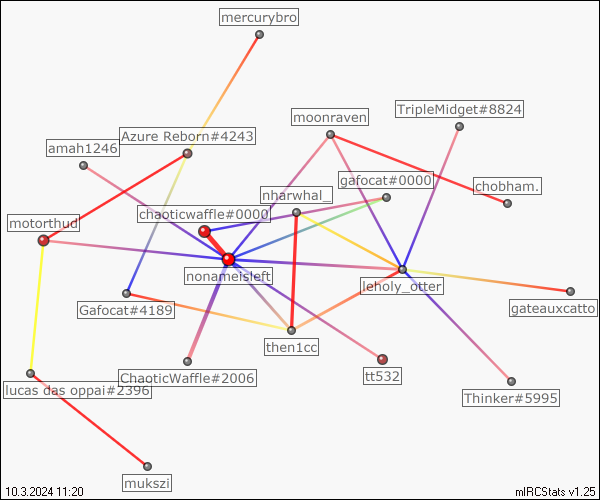 mercurybro
TripleMidget#8824
moonraven
Azure Reborn#4243
amah1246
gafocat#0000
chobham.
nharwhal_
chaoticwaffle#0000
motorthud
nonameisleft
leholy_otter
Gafocat#4189
gateauxcatto
then1cc
ChaoticWaffle#2006
tt532
lucas das oppai#2396
Thinker#5995
mukszi
10.3.2024 11:20
mIRCStats v1.25